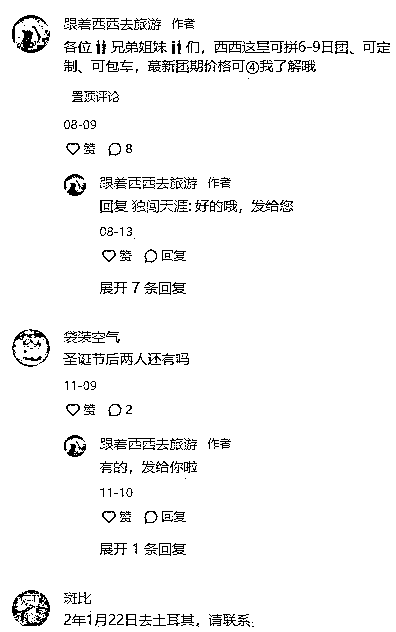 跟着西西去旅游 作者
各位👬兄弟姐妹👬们，西西这里可拼6-9日团、可定
制、可包车，蕞新团期价格可④我了解哦
置顶评论
08-09
赞 8
跟着西西去旅游 作者
回复 独闯天涯: 好的哦，发给您
08-13
赞 回复
展开 7 条回复
袋装空气
圣诞节后两人还有吗
11-09
赞 2
跟着西西去旅游 作者
有的，发给你啦
11-10
赞 回复
展开 1 条回复
斑比
2年1月22日去土耳其，请联系.